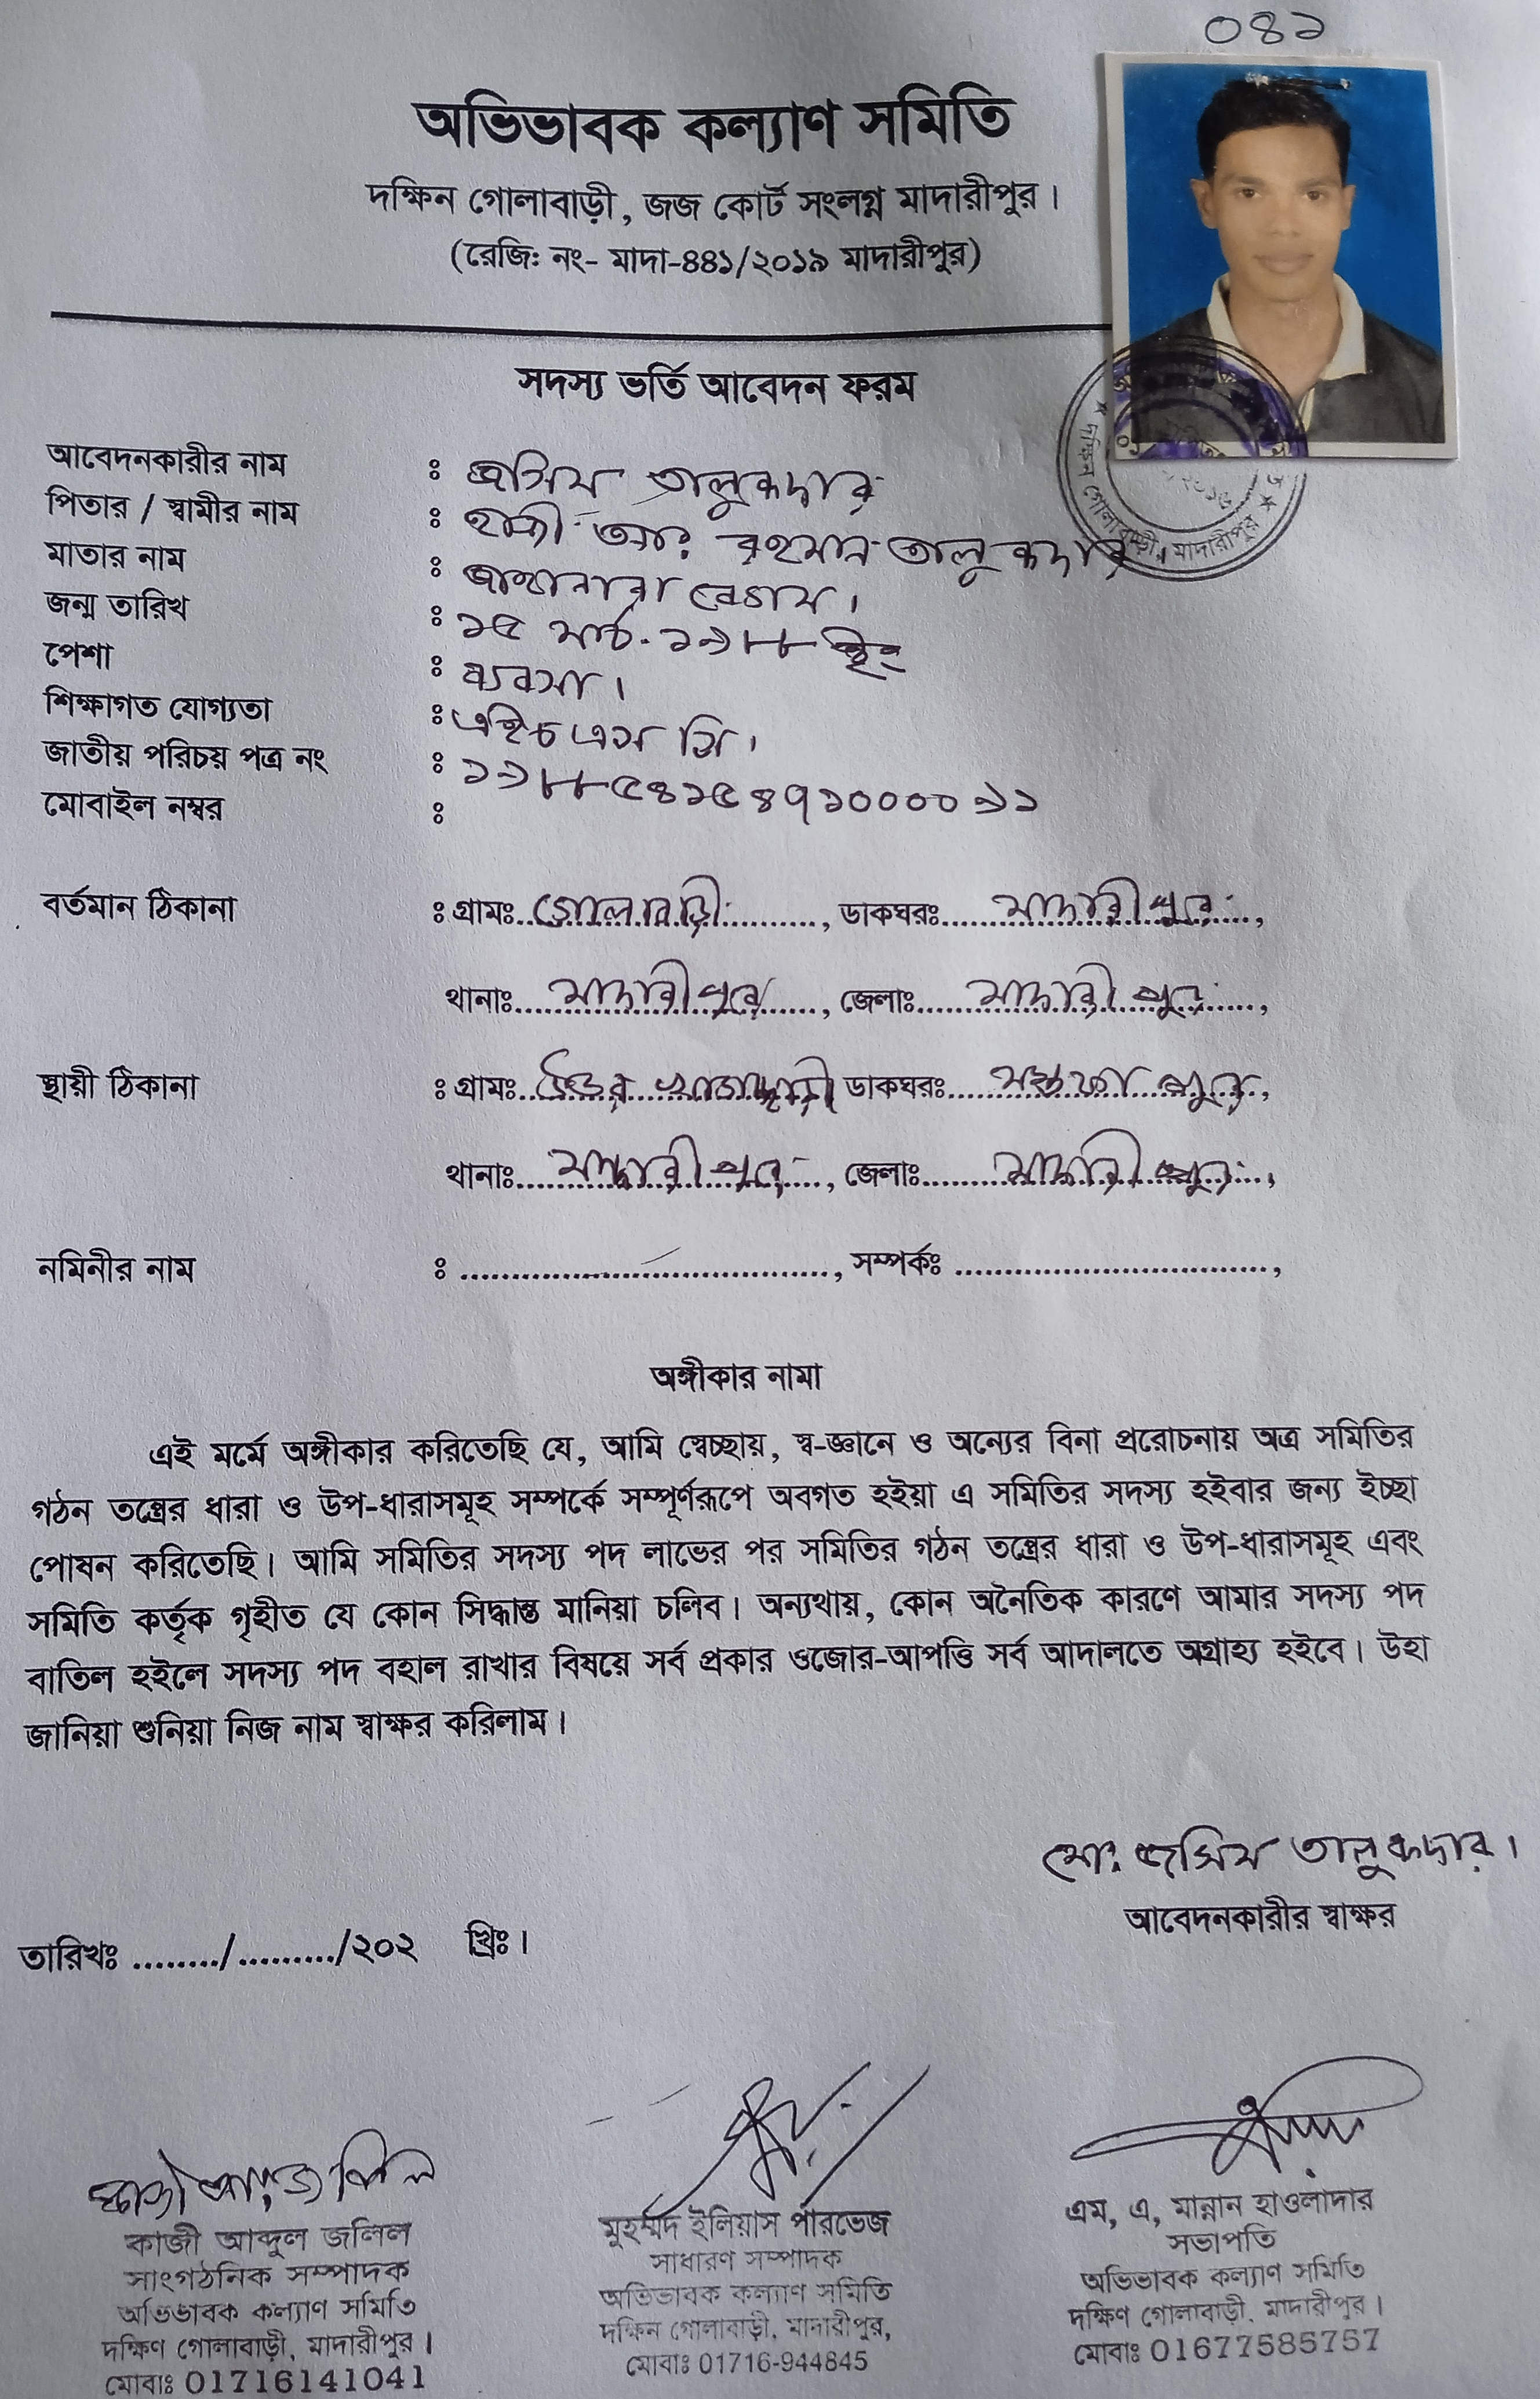 ০৪১
অভিভাবক কল্যাণ সমিতি
দক্ষিন গোলাবাড়ী, জজ কোর্ট সংলগ্ন মাদারীপুর।
(রেজি: নং- মাদা-৪৪১/২০১৯ মাদারীপুর)
সদস্য ভর্তি আবেদন ফরম
আবেদনকারীর নাম : জসিম তালুকদার
পিতার / স্বামীর নাম : হাজী আঃ রহমান তালুকদার।
মাতার নাম : জাহানারা বেগম।
জন্ম তারিখ : ১৫ মার্চ. ১৯৮৮ ইং
পেশা : ব্যবসা।
শিক্ষাগত যোগ্যতা : এইচ এস সি।
জাতীয় পরিচয় পত্র নং : ১৯৮৮৫৪১৫৪৭১০০০০৯১
মোবাইল নম্বর :
বর্তমান ঠিকানা : গ্রামঃ গোলাবাড়ী, ডাকঘরঃ মাদারীপুর,
থানাঃ মাদারীপুর, জেলাঃ মাদারীপুর,
স্থায়ী ঠিকানা : গ্রামঃ উত্তর ডাকঘরঃ মস্তফাপুর,
থানাঃ মাদারীপুর, জেলাঃ মাদারীপুর,
নমিনীর নাম : ...................................., সম্পর্কঃ ................................,
অঙ্গীকার নামা
এই মর্মে অঙ্গীকার করিতেছি যে, আমি স্বেচ্ছায়, স্ব-জ্ঞানে ও অন্যের বিনা প্ররোচনায় অত্র সমিতির
গঠন তন্ত্রের ধারা ও উপ-ধারাসমূহ সম্পর্কে সম্পূর্ণরূপে অবগত হইয়া এ সমিতির সদস্য হইবার জন্য ইচ্ছা
পোষন করিতেছি। আমি সমিতির সদস্য পদ লাভের পর সমিতির গঠন তন্ত্রের ধারা ও উপ-ধারাসমূহ এবং
সমিতি কর্তৃক গৃহীত যে কোন সিদ্ধান্ত মানিয়া চলিব। অন্যথায়, কোন অনৈতিক কারণে আমার সদস্য পদ
বাতিল হইলে সদস্য পদ বহাল রাখার বিষয়ে সর্ব প্রকার ওজোর-আপত্তি সর্ব আদালতে অগ্রাহ্য হইবে। উহা
জানিয়া শুনিয়া নিজ নাম স্বাক্ষর করিলাম।
মোঃ জসিম তালুকদার।
আবেদনকারীর স্বাক্ষর
তারিখঃ ......../........./২০২ খ্রিঃ।
কাজী আব্দুল জলিল
কাজী আব্দুল জলিল
সাংগঠনিক সম্পাদক
অভিভাবক কল্যাণ সমিতি
দক্ষিণ গোলাবাড়ী, মাদারীপুর।
মোবাঃ 01716141041
মুহম্মদ ইলিয়াস পারভেজ
সাধারণ সম্পাদক
অভিভাবক কল্যাণ সমিতি
দক্ষিন গোলাবাড়ী, মাদারীপুর,
মোবাঃ 01716-944845
এম, এ, মান্নান হাওলাদার
সভাপতি
অভিভাবক কল্যাণ সমিতি
দক্ষিণ গোলাবাড়ী, মাদারীপুর।
মোবাঃ 01677585757
দক্ষিন গোলাবাড়ী, মাদারীপুর